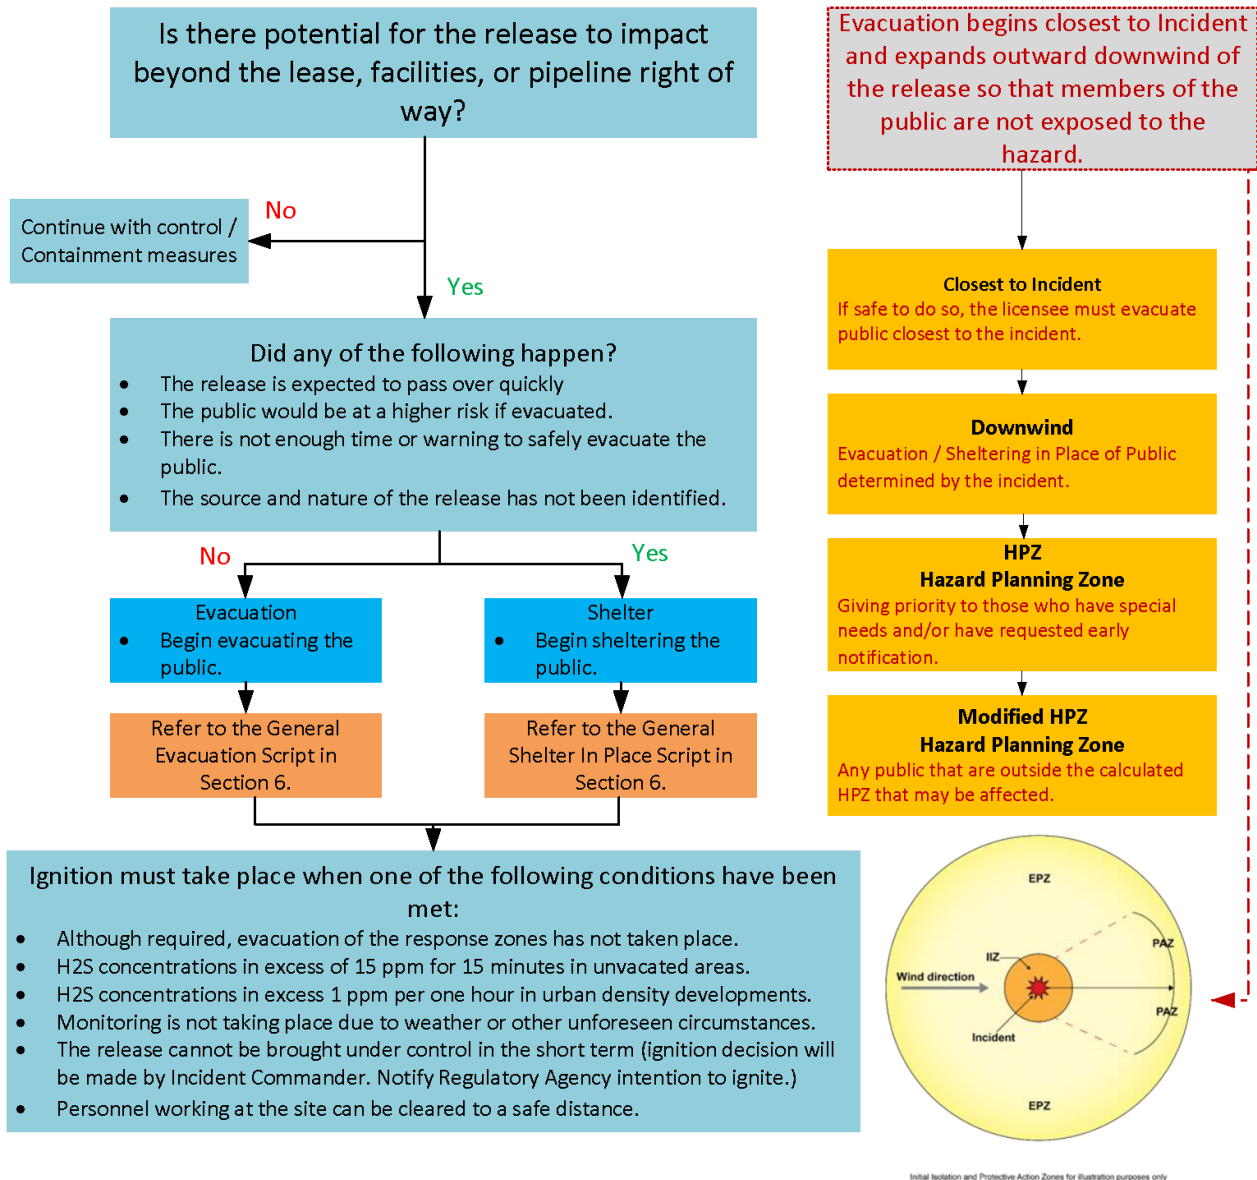 Is there potential for the release to impact
beyond the lease, facilities, or pipeline right of
way?
No
Continue with control /
Containment measures
Yes
Did any of the following happen?
• The release is expected to pass over quickly
• The public would be at a higher risk if evacuated.
• There is not enough time or warning to safely evacuate the
public.
• The source and nature of the release has not been identified.
No
Yes
Evacuation
• Begin evacuating the
public.
Shelter
• Begin sheltering the
public.
Refer to the General
Evacuation Script in
Section 6.
Refer to the General
Shelter In Place Script in
Section 6.
Ignition must take place when one of the following conditions have been
met:
• Although required, evacuation of the response zones has not taken place.
• H2S concentrations in excess of 15 ppm for 15 minutes in unvacated areas.
• H2S concentrations in excess 1 ppm per one hour in urban density developments.
• Monitoring is not taking place due to weather or other unforeseen circumstances.
• The release cannot be brought under control in the short term (ignition decision will
be made by Incident Commander. Notify Regulatory Agency intention to ignite.)
• Personnel working at the site can be cleared to a safe distance.
Evacuation begins closest to Incident
and expands outward downwind of
the release so that members of the
public are not exposed to the
hazard.
Closest to Incident
If safe to do so, the licensee must evacuate
public closest to the incident.
Downwind
Evacuation / Sheltering in Place of Public
determined by the incident.
HPZ
Hazard Planning Zone
Giving priority to those who have special
needs and/or have requested early
notification.
Modified HPZ
Hazard Planning Zone
Any public that are outside the calculated
HPZ that may be affected.
EPZ
PAZ
IIZ
Wind direction
PAZ
Incident
EPZ
Initial Isolation and Protective Action Zones for illustration purposes only